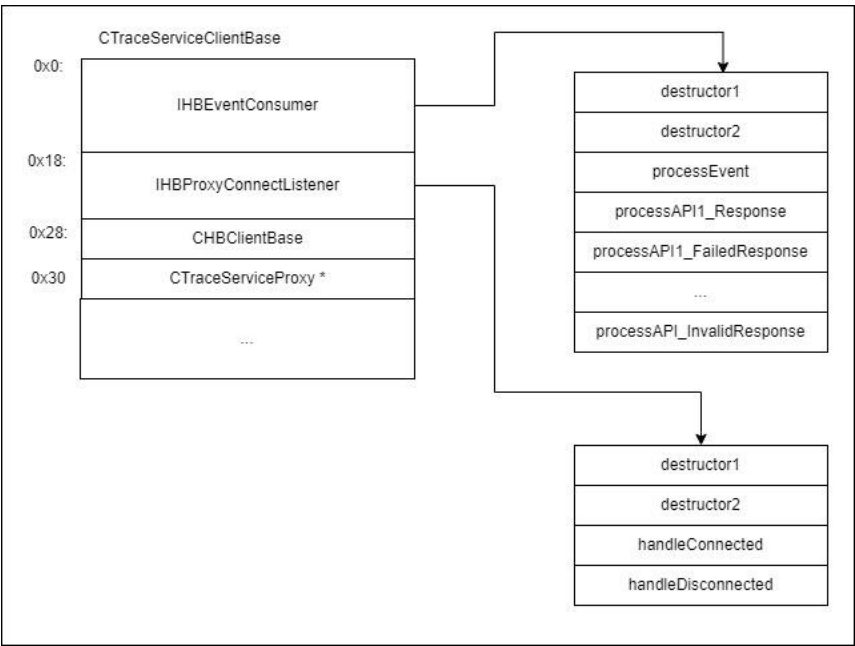 CTraceServiceClientBase
0x0:
IHBEventConsumer
0x18:
IHBProxyConnectListener
0x28:
CHBClientBase
0x30
CTraceServiceProxy *
...
destructor1
destructor2
processEvent
processAPI1_Response
processAPI1_FailedResponse
...
processAPI_InvalidResponse
destructor1
destructor2
handleConnected
handleDisconnected